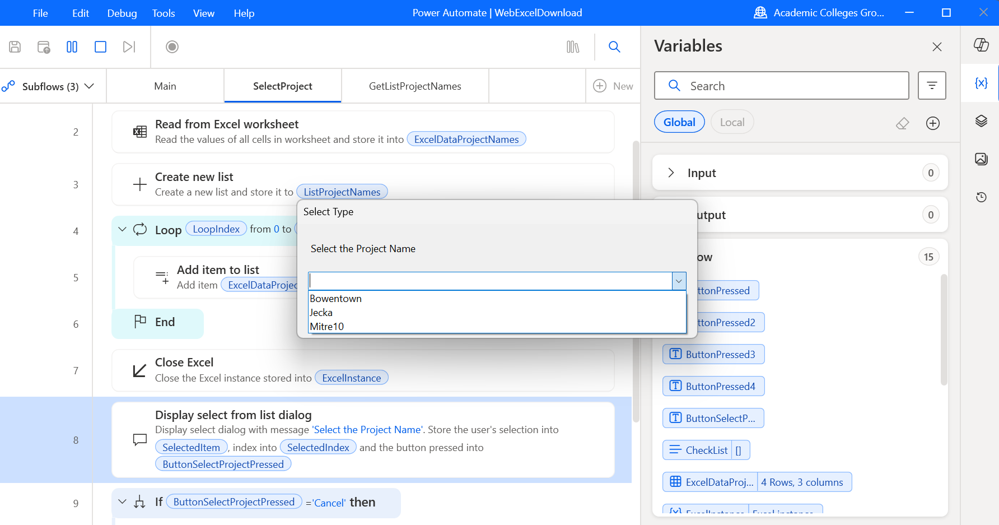 File Edit Debug Tools View Help Power Automate | WebExcelDownload Academic Colleges Gro...
Subflows (3) Main SelectProject GetListProjectNames New
2
Read from Excel worksheet
Read the values of all cells in worksheet and store it into ExcelDataProjectNames
3
Create new list
Create a new list and store it to ListProjectNames
4
Loop LoopIndex from 0 to
5
Add item to list
Add item ExcelDataProjec
6
End
7
Close Excel
Close the Excel instance stored into ExcelInstance
8
Display select from list dialog
Display select dialog with message 'Select the Project Name'. Store the user's selection into
SelectedItem , index into SelectedIndex and the button pressed into
ButtonSelectProjectPressed
9
If ButtonSelectProjectPressed ='Cancel' then
Select Type
Select the Project Name
Bowentown
Jecka
Mitre10
Variables
Search
{x}
Global Local
Input 0
utput 0
ow 15
ttonPressed
ttonPressed2
ButtonPressed3
ButtonPressed4
ButtonSelectP...
CheckList []
ExcelDataProj... 4 Rows, 3 columns